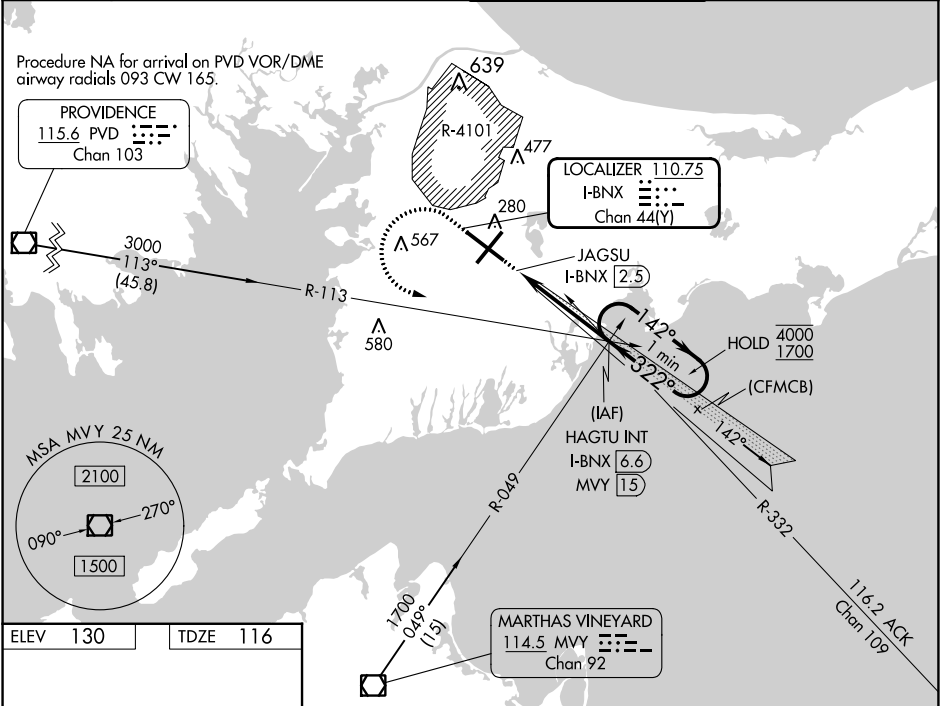 Procedure NA for arrival on PVD VOR/DME
airway radials 093 CW 165.
PROVIDENCE
115.6 PVD
Chan 103
3000
113°
(45.8)
R-113
639
R-4101
477
280
567
580
LOCALIZER 110.75
I-BNX
Chan 44(Y)
JAGSU
I-BNX 2.5
142°
1 min
322°
HOLD 4000
1700
(CFMCB)
142°
(IAF)
HAGTU INT
I-BNX 6.6
MVY 15
R-049
R-332
116.2 ACK
Chan 109
MSA MVY 25 NM
2100
270°
090°
1500
1700
049°
(15)
MARTHAS VINEYARD
114.5 MVY
Chan 92
ELEV 130
TDZE 116